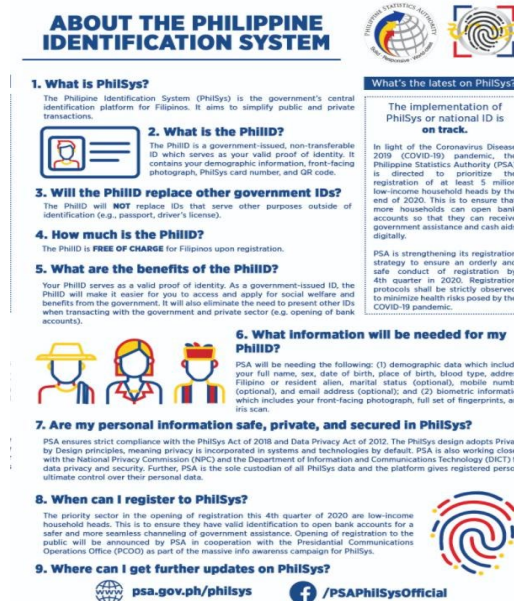 ABOUT THE PHILIPPINE
IDENTIFICATION SYSTEM
1. What is PhilSys?
The Philipine Identification System (PhilSys) is the government's central
identification platform for Filipinos. It aims to simplify public and private
transactions.
2. What is the PhilID?
The PhilID is a government-issued, non-transferable
ID which serves as your valid proof of identity. It
contains your demographic information, front-facing
photograph, PhilSys card number, and QR code.
3. Will the PhilID replace other government IDs?
The PhilID will NOT replace IDs that serve other purposes outside of
identification (e.g., passport, driver's license).
4. How much is the PhilID?
The PhilID is FREE OF CHARGE for Filipinos upon registration.
5. What are the benefits of the PhilID?
Your PhilID serves as a valid proof of identity. As a government-issued ID, the
PhilID will make it easier for you to access and apply for social welfare and
benefits from the government. It will also eliminate the need to present other IDs
when transacting with the government and private sector (e.g. opening of bank
accounts).
What's the latest on PhilSys?
The implementation of
PhilSys or national ID is
on track.
In light of the Coronavirus Disease
2019 (COVID-19) pandemic, the
Philippine Statistics Authority (PSA)
is directed to prioritize the
registration of at least 5 million
low-income household heads by the
end of 2020. This is to ensure that
more households can open bank
accounts so that they can receive
government assistance and cash aids
digitally.
PSA is strengthening its registration
strategy to ensure an orderly and
safe conduct of registration by
4th quarter in 2020. Registration
protocols shall be strictly observed
to minimize health risks posed by the
COVID-19 pandemic.
6. What information will be needed for my
PhilID?
PSA will be needing the following: (1) demographic data which includ
your full name, sex, date of birth, place of birth, blood type, addres
Filipino or resident alien, marital status (optional), mobile numb
(optional), and email address (optional); and (2) biometric informati
which includes your front-facing photograph, full set of fingerprints, an
iris scan.
7. Are my personal information safe, private, and secured in PhilSys?
PSA ensures strict compliance with the PhilSys Act of 2018 and Data Privacy Act of 2012. The PhilSys design adopts Priva
by Design principles, meaning privacy is incorporated in systems and technologies by default. PSA is also working close
with the National Privacy Commission (NPC) and the Department of Information and Communications Technology (DICT) f
data privacy and security. Further, PSA is the sole custodian of all PhilSys data and the platform gives registered perso
ultimate control over their personal data.
8. When can I register to PhilSys?
The priority sector in the opening of registration this 4th quarter of 2020 are low-income
household heads. This is to ensure they have valid identification to open bank accounts for a
safer and more seamless channeling of government assistance. Opening of registration to the
public will be announced by PSA in cooperation with the Presidential Communications
Operations Office (PCOO) as part of the massive info awarenss campaign for PhilSys.
9. Where can I get further updates on PhilSys?
psa.gov.ph/philsys
/PSAPhilSysOfficial